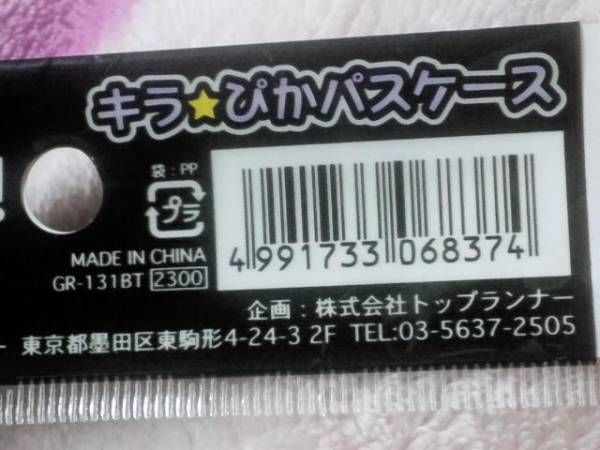 キラ☆ぴかパスケース
袋:PP
プラ
MADE IN CHINA
GR-131BT 2300
4 991733 068374
企画:株式会社トップランナー
東京都墨田区東駒形4-24-3 2F TEL:03-5637-2505